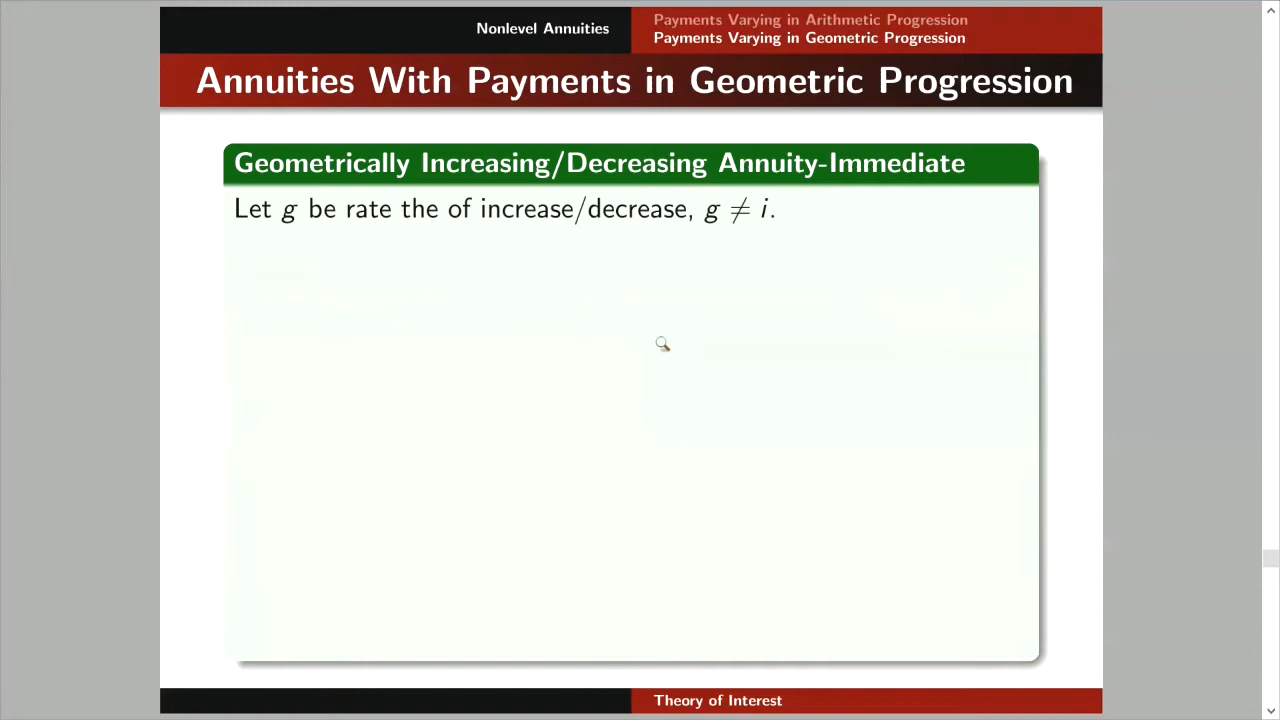 Nonlevel Annuities
Payments Varying in Arithmetic Progression
Payments Varying in Geometric Progression
Annuities With Payments in Geometric Progression
Geometrically Increasing/Decreasing Annuity-Immediate
Let g be rate the of increase/decrease, g ≠ i.
Theory of Interest